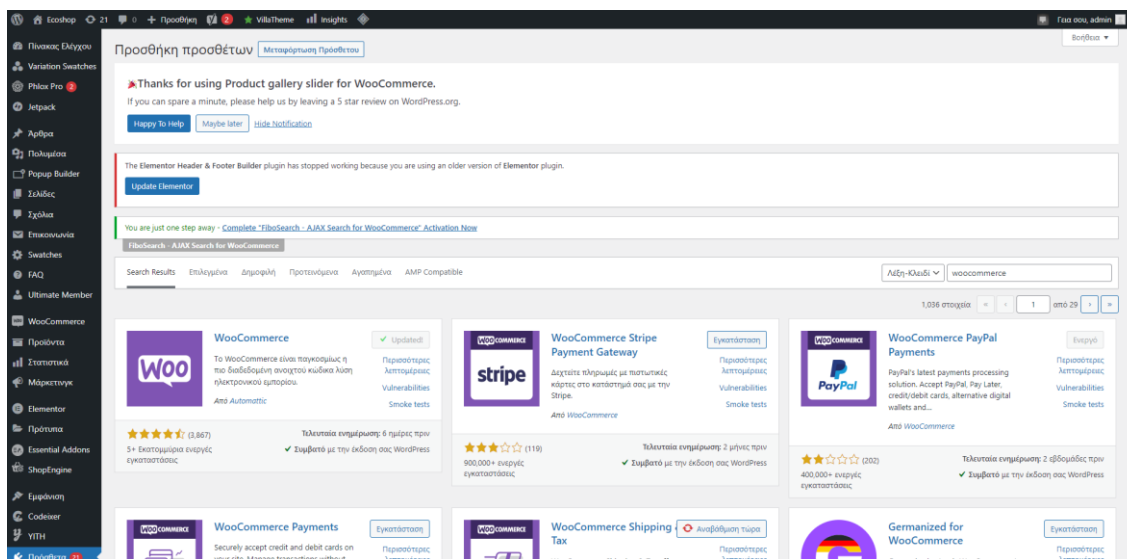 Ecoshop 21 0 Προσθήκη 2 VillaTheme Insights Γεια σου, admin
Βοήθεια
Πίνακας Ελέγχου
Variation Swatches
Phlox Pro 2
Jetpack
Άρθρα
Πολυμέσα
Popup Builder
Σελίδες
Σχόλια
Επικοινωνία
Swatches
FAQ
Ultimate Member
WooCommerce
Προϊόντα
Στατιστικά
Μάρκετινγκ
Elementor
Πρότυπα
Essential Addons
ShopEngine
Εμφάνιση
Codeixer
YITH
Πρόσθετα 21
Προσθήκη προσθέτων Μεταφόρτωση Πρόσθετου
Thanks for using Product gallery slider for WooCommerce.
If you can spare a minute, please help us by leaving a 5 star review on WordPress.org.
Happy To Help Maybe later Hide Notification
The Elementor Header & Footer Builder plugin has stopped working because you are using an older version of Elementor plugin.
Update Elementor
You are just one step away - Complete "FiboSearch - AJAX Search for WooCommerce" Activation Now
FiboSearch - AJAX Search for WooCommerce
Search Results Επιλεγμένα Δημοφιλή Προτεινόμενα Αγαπημένα AMP Compatible Λέξη-Κλειδί woocommerce
1,036 στοιχεία « ‹ 1 από 29 › »
WOO
WooCommerce
Updated!
Το WooCommerce είναι παγκοσμίως η
πιο διαδεδομένη ανοιχτού κώδικα λύση
ηλεκτρονικού εμπορίου.
Από Automattic
Περισσότερες
λεπτομέρειες
Vulnerabilities
Smoke tests
(3,867)
5+ Εκατομμύρια ενεργές
εγκαταστάσεις
Τελευταία ενημέρωση: 6 ημέρες πριν
Συμβατό με την έκδοση σας WordPress
WOO COMMERCE
stripe
WooCommerce Stripe
Payment Gateway
Εγκατάσταση
Δεχτείτε πληρωμές με πιστωτικές
κάρτες στο κατάστημά σας με την
Stripe.
Από WooCommerce
Περισσότερες
λεπτομέρειες
Vulnerabilities
Smoke tests
(119)
900,000+ ενεργές
εγκαταστάσεις
Τελευταία ενημέρωση: 2 μήνες πριν
Συμβατό με την έκδοση σας WordPress
WOO COMMERCE
PayPal
WooCommerce PayPal
Payments
Ενεργό
PayPal's latest payments processing
solution. Accept PayPal, Pay Later,
credit/debit cards, alternative digital
wallets and...
Από WooCommerce
Περισσότερες
λεπτομέρειες
Vulnerabilities
Smoke tests
(202)
400,000+ ενεργές
εγκαταστάσεις
Τελευταία ενημέρωση: 2 εβδομάδες πριν
Συμβατό με την έκδοση σας WordPress
WOO COMMERCE
WooCommerce Payments
Εγκατάσταση
Securely accept credit and debit cards on
Περισσότερες
WOO COMMERCE
WooCommerce Shipping
Tax
Αναβάθμιση τώρα
Περισσότερες
Germanized for
WooCommerce
Εγκατάσταση
Περισσότερες